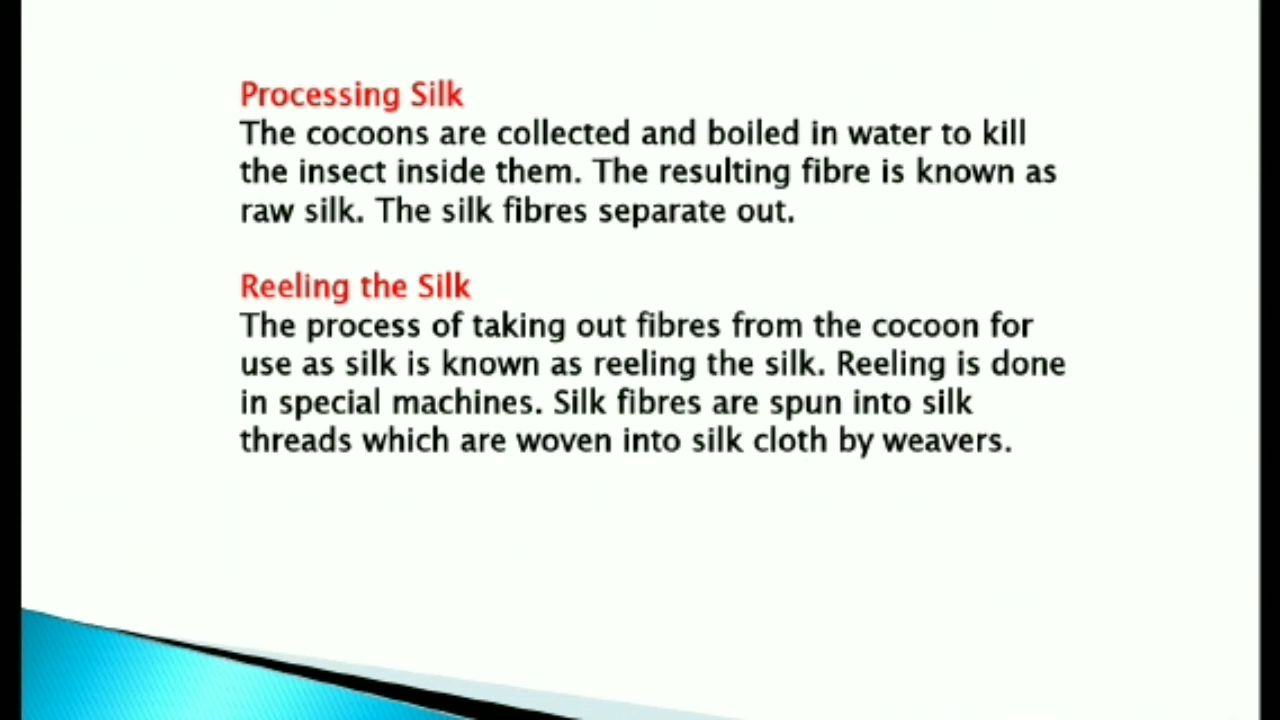 Processing Silk
The cocoons are collected and boiled in water to kill
the insect inside them. The resulting fibre is known as
raw silk. The silk fibres separate out.
Reeling the Silk
The process of taking out fibres from the cocoon for
use as silk is known as reeling the silk. Reeling is done
in special machines. Silk fibres are spun into silk
threads which are woven into silk cloth by weavers.